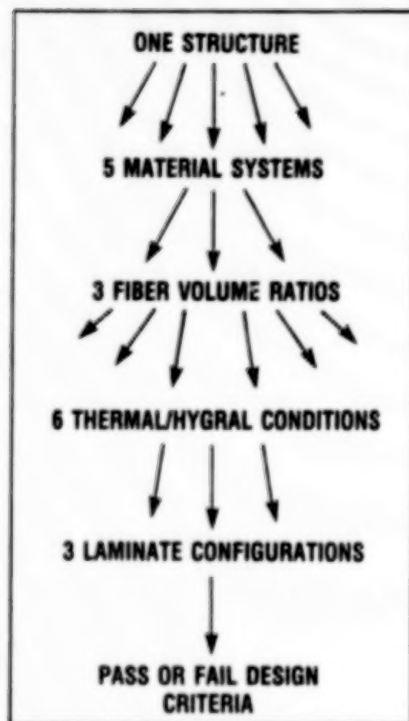 ONE STRUCTURE
5 MATERIAL SYSTEMS
3 FIBER VOLUME RATIOS
6 THERMAL/HYGRAL CONDITIONS
3 LAMINATE CONFIGURATIONS
PASS OR FAIL DESIGN
CRITERIA